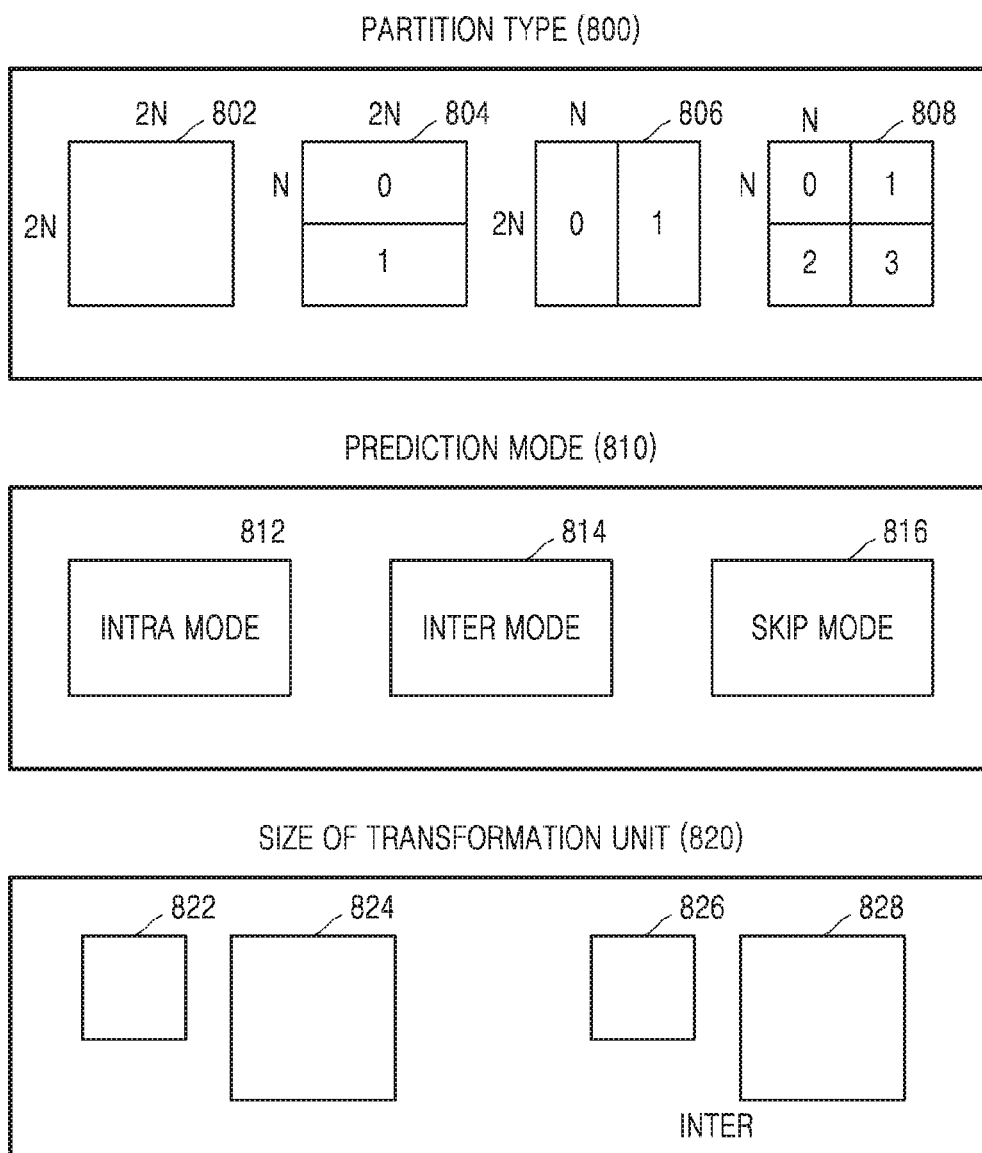 PARTITION TYPE (800)
2N 802 2N 804 N 806 N 808
2N N 0 1 2N 0 1 N 0 1 2 3
PREDICTION MODE (810)
812 814 816
INTRA MODE INTER MODE SKIP MODE
SIZE OF TRANSFORMATION UNIT (820)
822 824 826 828
INTER